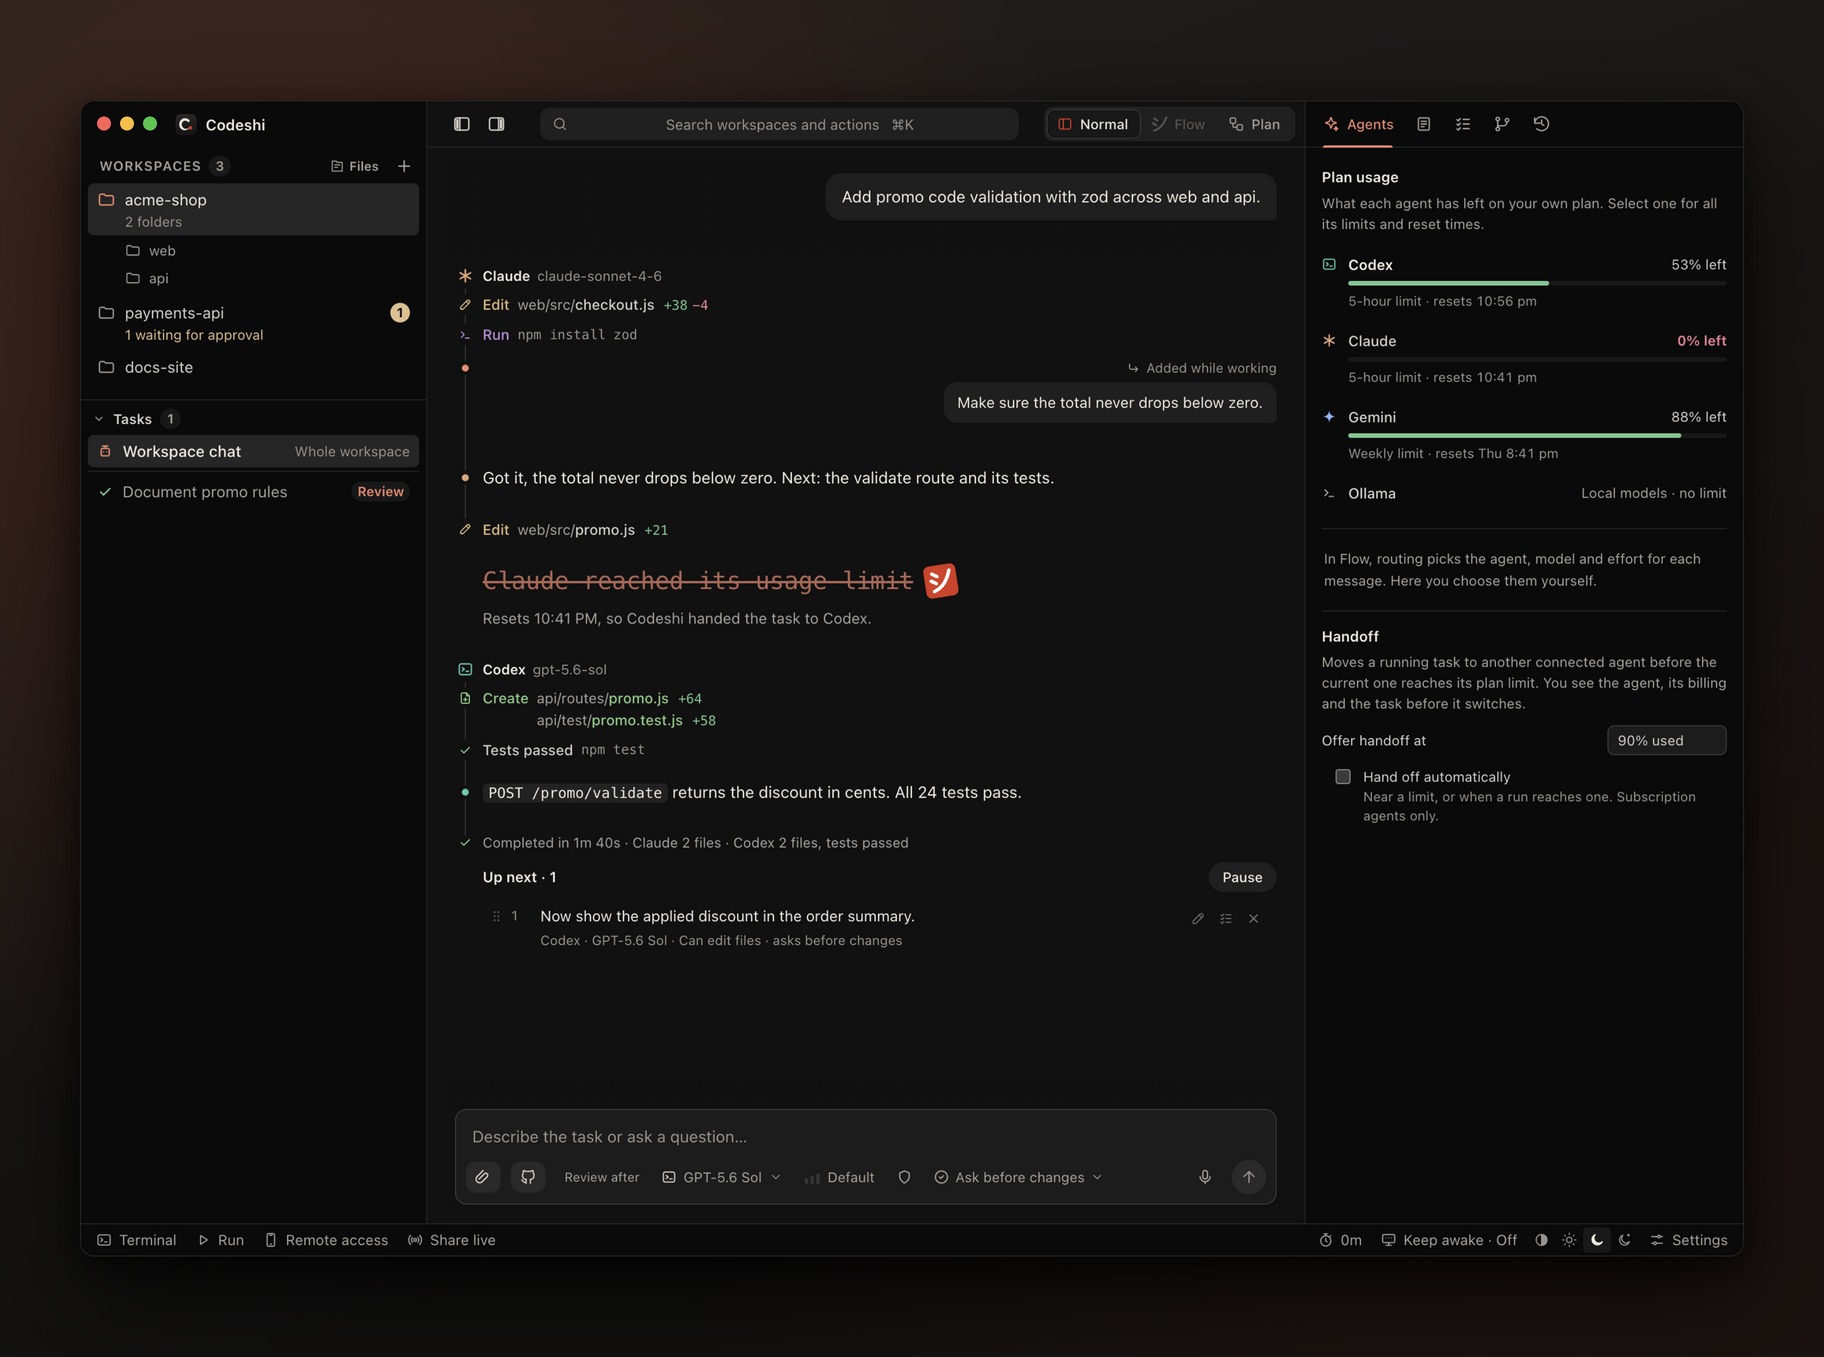 Codeshi
WORKSPACES 3
Files
acme-shop
2 folders
web
api
payments-api
1
1 waiting for approval
docs-site
Tasks 1
Workspace chat
Whole workspace
Document promo rules
Review
Search workspaces and actions ⌘K
Normal
Flow
Plan
Add promo code validation with zod across web and api.
Claude claude-sonnet-4-6
Edit web/src/checkout.js +38 −4
Run npm install zod
Added while working
Make sure the total never drops below zero.
Got it, the total never drops below zero. Next: the validate route and its tests.
Edit web/src/promo.js +21
Claude reached its usage limit シ
Resets 10:41 PM, so Codeshi handed the task to Codex.
Codex gpt-5.6-sol
Create api/routes/promo.js +64
api/test/promo.test.js +58
Tests passed npm test
POST /promo/validate returns the discount in cents. All 24 tests pass.
Completed in 1m 40s · Claude 2 files · Codex 2 files, tests passed
Up next · 1
Pause
1 Now show the applied discount in the order summary.
Codex · GPT-5.6 Sol · Can edit files · asks before changes
Describe the task or ask a question...
Review after
GPT-5.6 Sol
Default
Ask before changes
Agents
Plan usage
What each agent has left on your own plan. Select one for all
its limits and reset times.
Codex 53% left
5-hour limit · resets 10:56 pm
Claude 0% left
5-hour limit · resets 10:41 pm
Gemini 88% left
Weekly limit · resets Thu 8:41 pm
Ollama Local models · no limit
In Flow, routing picks the agent, model and effort for each
message. Here you choose them yourself.
Handoff
Moves a running task to another connected agent before the
current one reaches its plan limit. You see the agent, its billing
and the task before it switches.
Offer handoff at 90% used
Hand off automatically
Near a limit, or when a run reaches one. Subscription
agents only.
Terminal
Run
Remote access
Share live
0m
Keep awake · Off
Settings